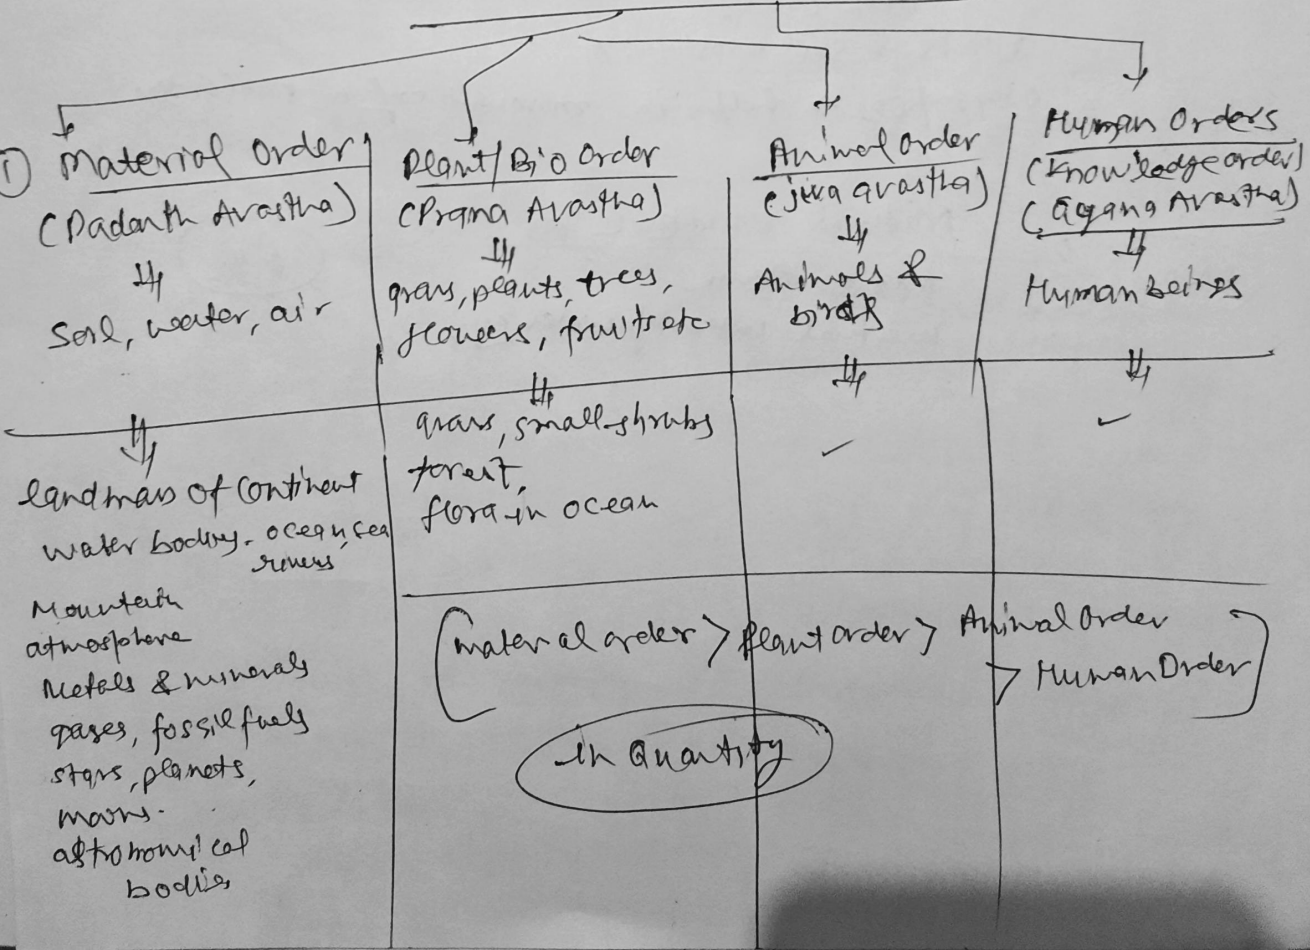 1) Material Order
(Padarth Avastha)
Soil, water, air
landmass of continent
water bodies - ocean, sea
rivers
Mountain
atmosphere
Metals & minerals
gases, fossil fuels
stars, planets,
moons.
astronomical
bodies
Plant/Bio Order
(Prana Avastha)
grass, plants, trees,
flowers, fruits etc
grass, small shrubs
forest,
flora in ocean
Animal Order
(jiva avastha)
Animals &
birds
✓
Human Orders
(knowledge order)
(Gyana Avastha)
Human beings
✓
(material order > plant order > Animal Order
> Human Order)
in Quantity